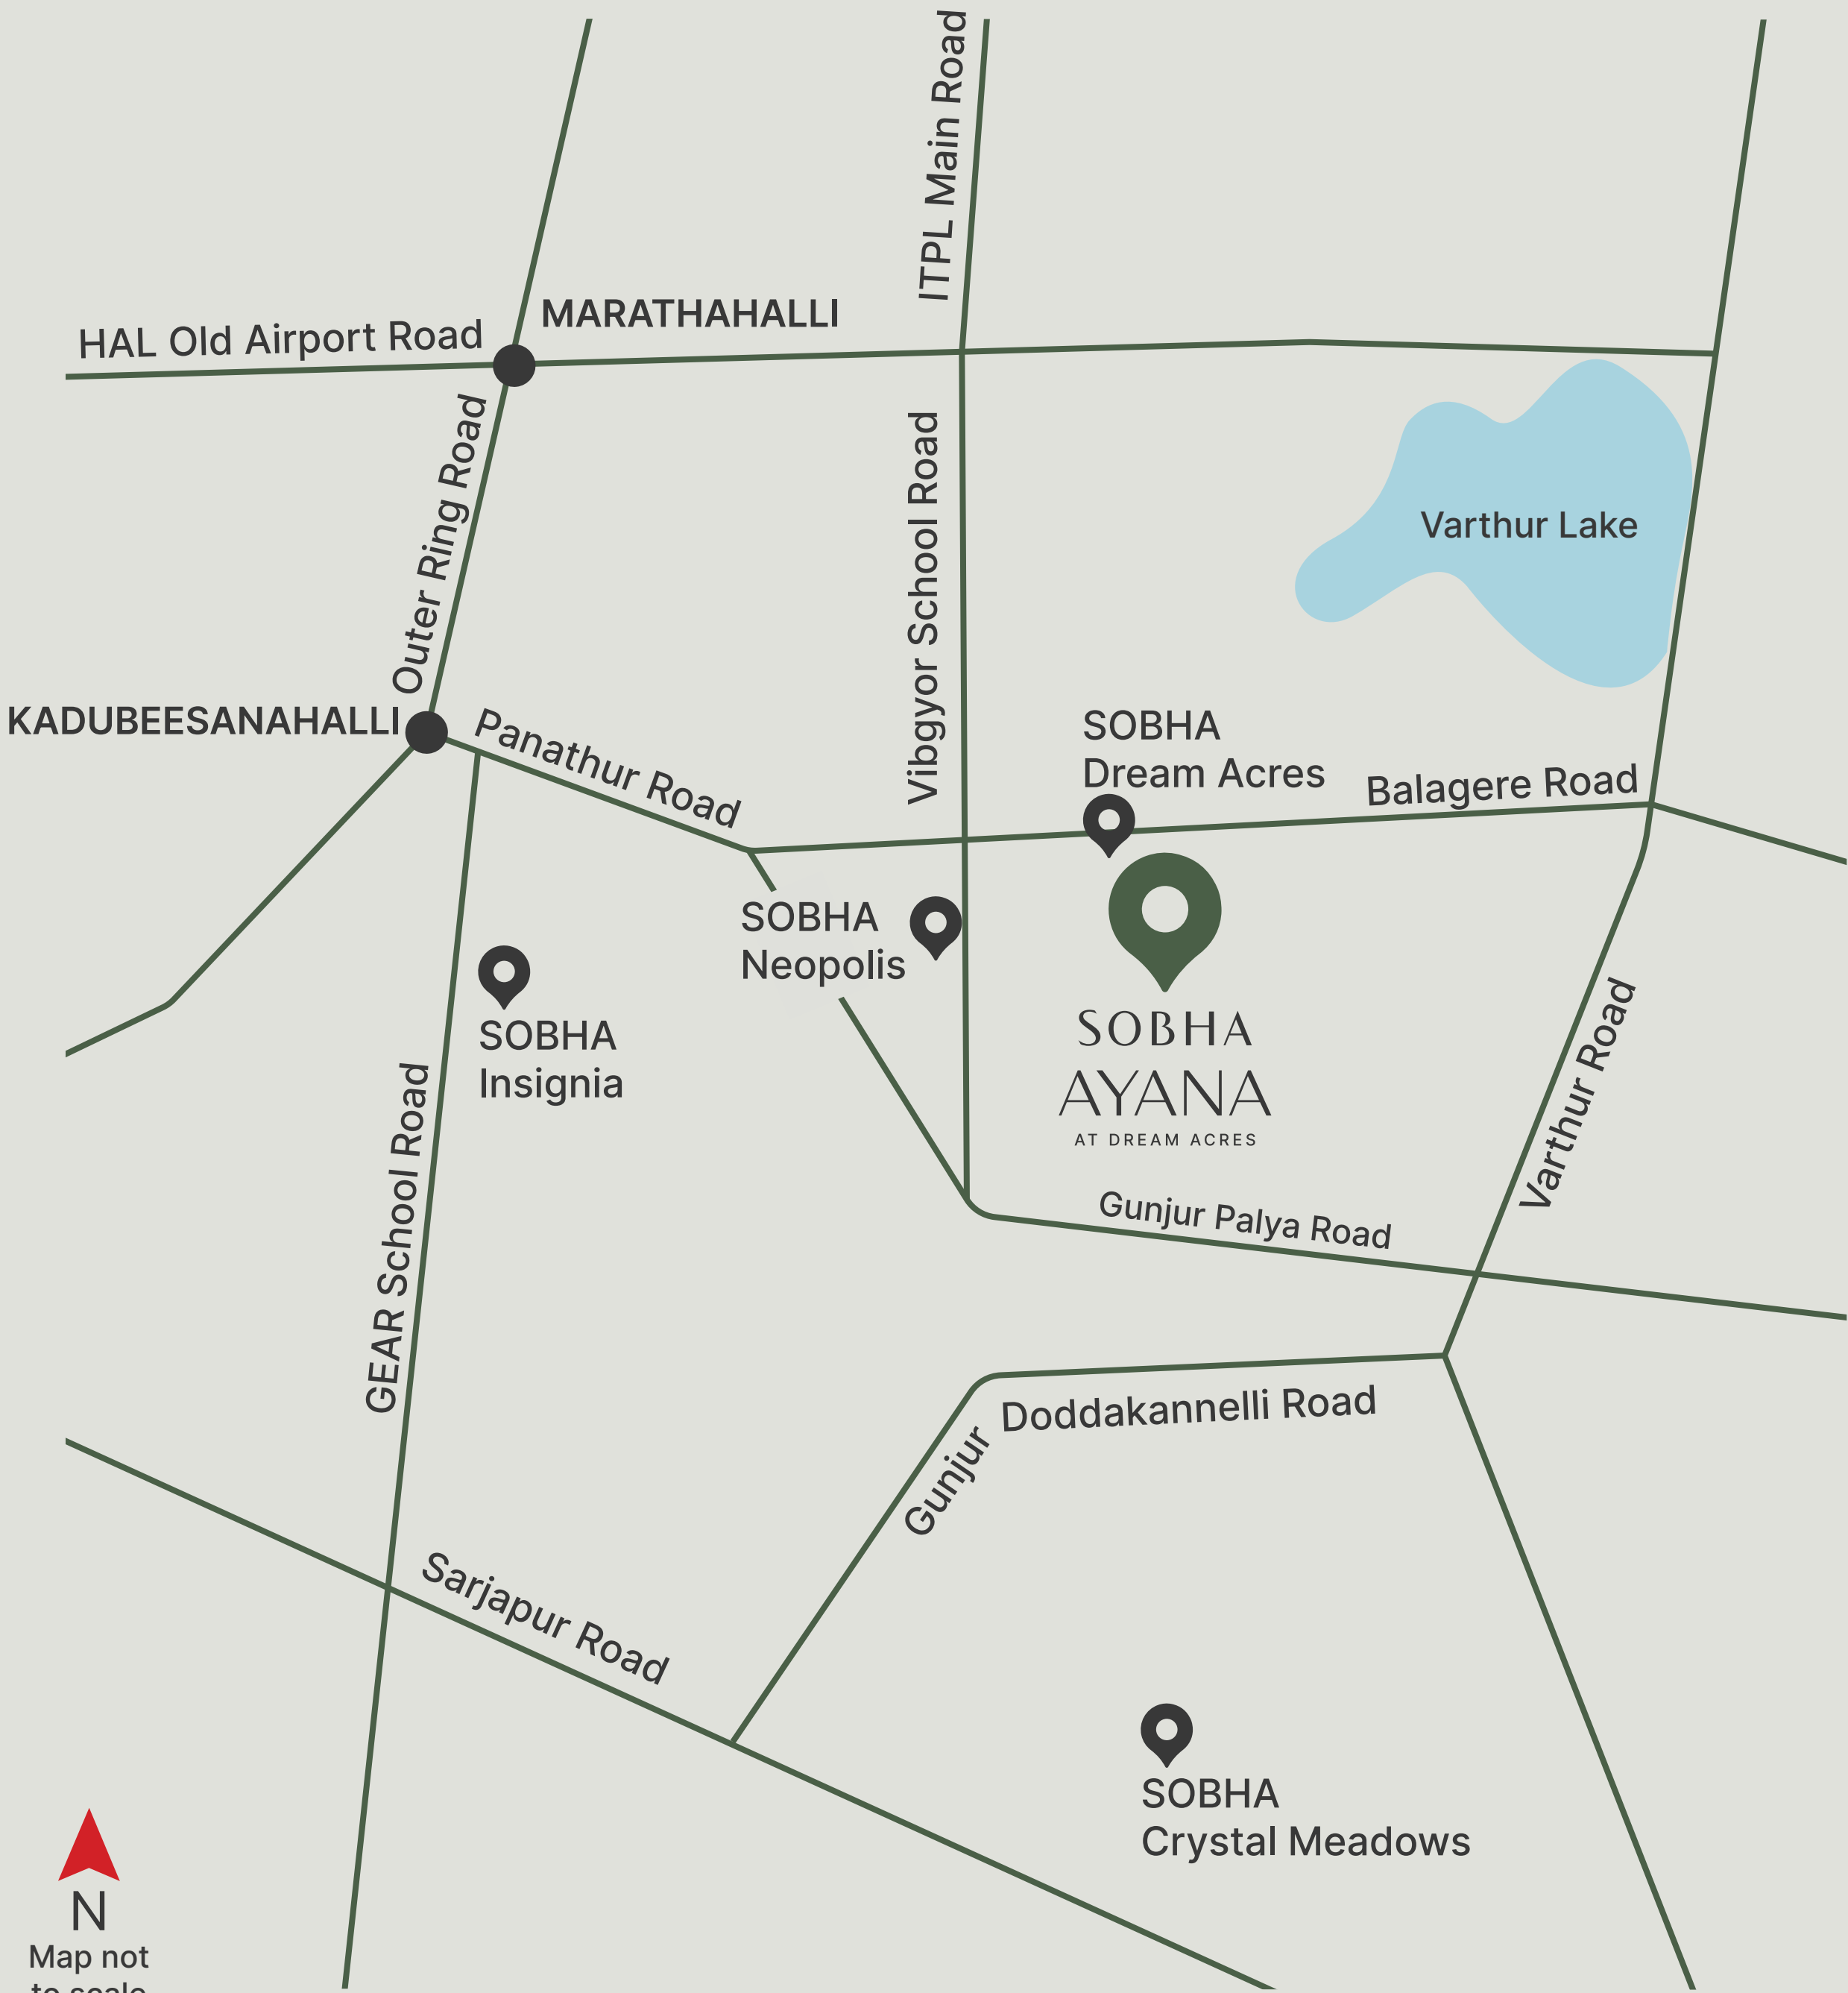 ITPL Main Road
MARATHAHALLI
HAL Old Airport Road
Outer Ring Road
Vibgyor School Road
Varthur Lake
KADUBEESANAHALLI
Panathur Road
SOBHA
Dream Acres
Balagere Road
SOBHA
Neopolis
SOBHA
Insignia
SOBHA
AYANA
AT DREAM ACRES
Varthur Road
GEAR School Road
Gunjur Palya Road
Gunjur Doddakannelli Road
Sarjapur Road
SOBHA
Crystal Meadows
N
Map not
to scale